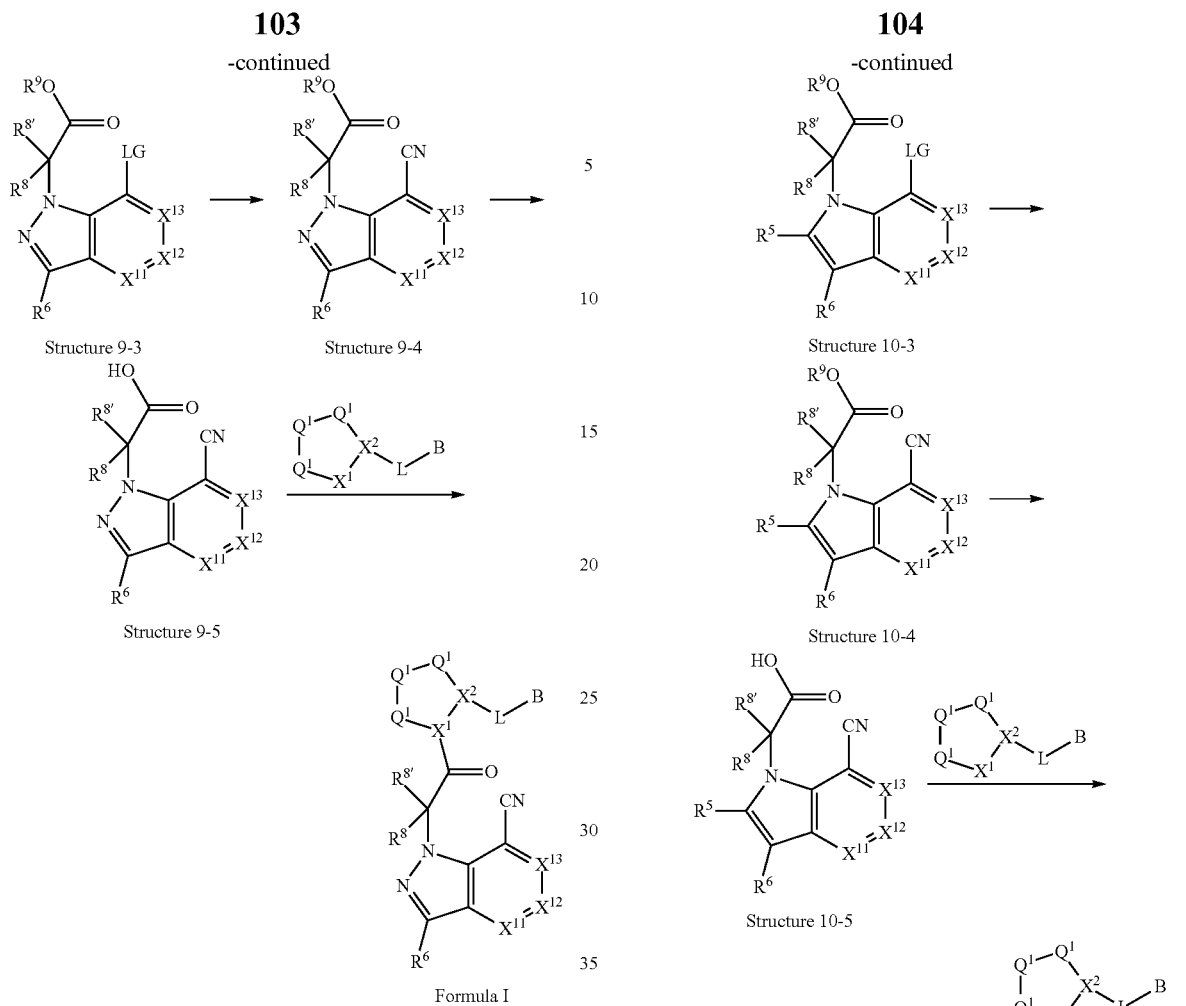 103
-continued
R⁹O
R⁸'
O
LG
R⁸
N
N
X¹³
X¹²
X¹¹
R⁶
Structure 9-3
R⁹O
R⁸'
O
CN
R⁸
N
N
X¹³
X¹²
X¹¹
R⁶
Structure 9-4
HO
R⁸'
O
CN
R⁸
N
N
X¹³
X¹²
X¹¹
R⁶
Structure 9-5
Q¹
Q¹
Q¹
X¹
X²
L
B
Q¹
Q¹
Q¹
X¹
X²
L
B
R⁸'
O
CN
R⁸
N
N
X¹³
X¹²
X¹¹
R⁶
Formula I
5
10
15
20
25
30
35
104
-continued
R⁹O
R⁸'
O
LG
R⁸
N
R⁵
X¹³
X¹²
X¹¹
R⁶
Structure 10-3
R⁹O
R⁸'
O
CN
R⁸
N
R⁵
X¹³
X¹²
X¹¹
R⁶
Structure 10-4
HO
R⁸'
O
CN
R⁸
N
R⁵
X¹³
X¹²
X¹¹
R⁶
Structure 10-5
Q¹
Q¹
Q¹
X¹
X²
L
B
Q¹
Q¹
X²
B